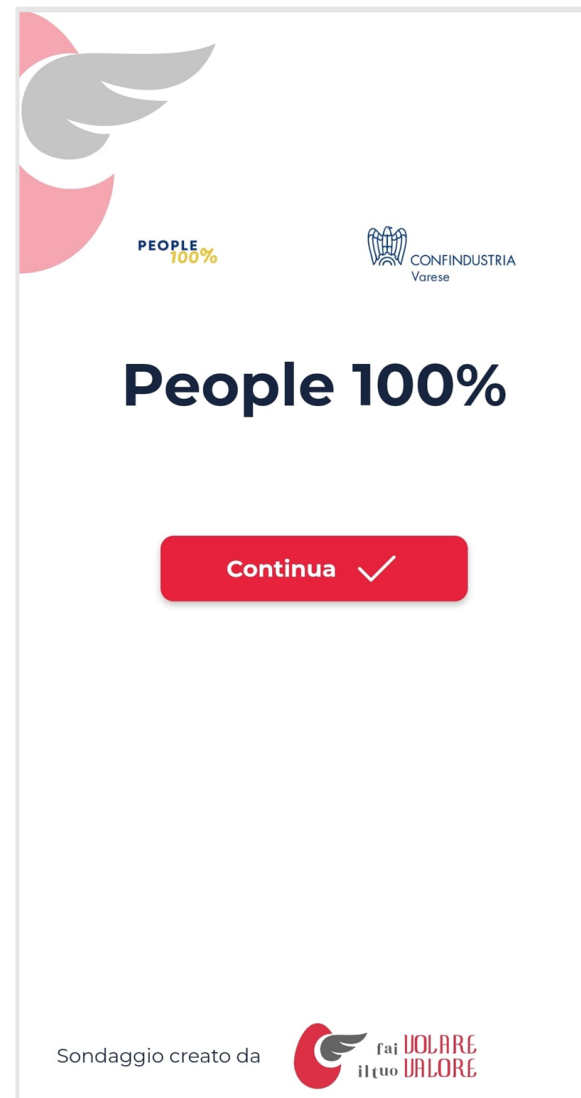 PEOPLE
100%
CONFINDUSTRIA
Varese
People 100%
Continua
Sondaggio creato da
fai VOLARE
il tuo VALORE